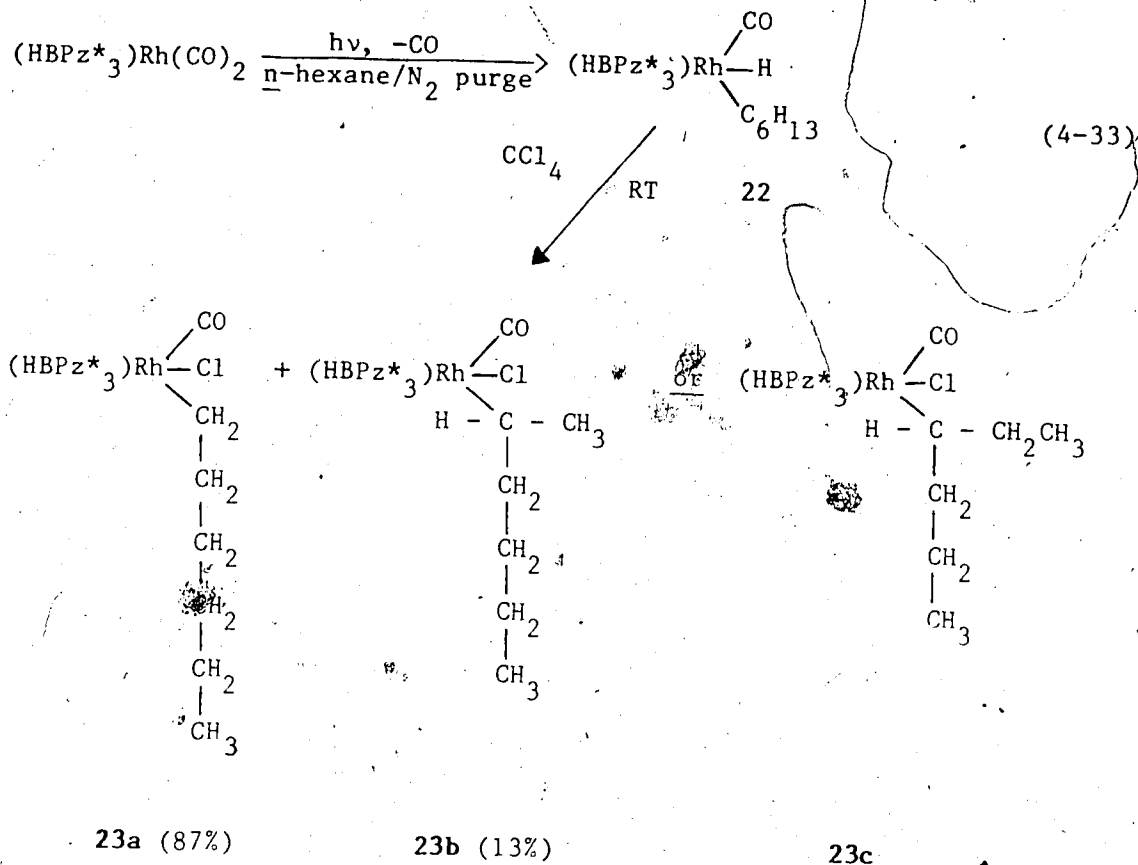 CO
(HBPz*3)Rh(CO)2 hν, -CO n-hexane/N2 purge (HBPz*3)Rh—H
C6H13
(4-33)
CCl4
RT 22
CO CO CO
(HBPz*3)Rh—Cl + (HBPz*3)Rh—Cl or (HBPz*3)Rh—Cl
CH2 H - C - CH3 H - C - CH2CH3
CH2 CH2 CH2
CH2 CH2 CH2
CH2 CH2 CH3
CH2 CH3
CH3
23a (87%) 23b (13%) 23c